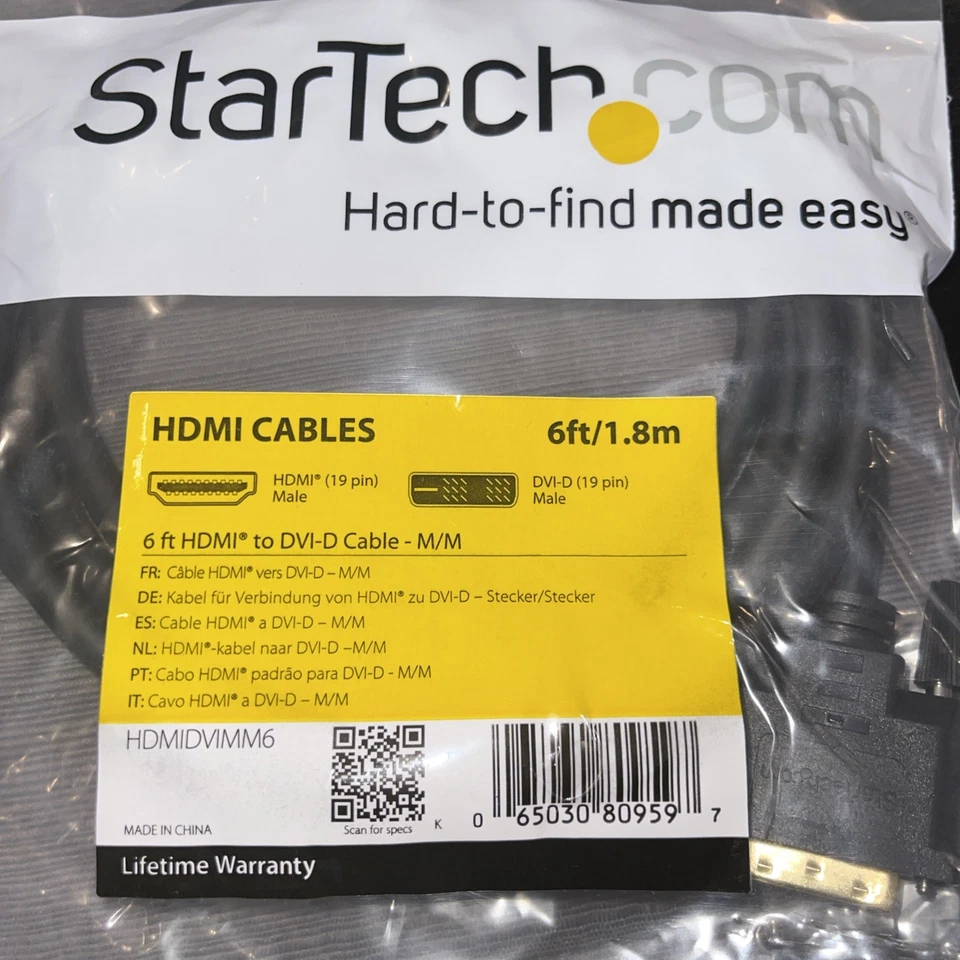 StarTech.com
Hard-to-find made easy®
HDMI CABLES
6ft/1.8m
HDMI® (19 pin)
Male
DVI-D (19 pin)
Male
6 ft HDMI® to DVI-D Cable - M/M
FR: Câble HDMI® vers DVI-D – M/M
DE: Kabel für Verbindung von HDMI® zu DVI-D – Stecker/Stecker
ES: Cable HDMI® a DVI-D – M/M
NL: HDMI®-kabel naar DVI-D –M/M
PT: Cabo HDMI® padrão para DVI-D - M/M
IT: Cavo HDMI® a DVI-D – M/M
HDMIDVIMM6
MADE IN CHINA
Scan for specs
K
0 65030 80959 7
Lifetime Warranty